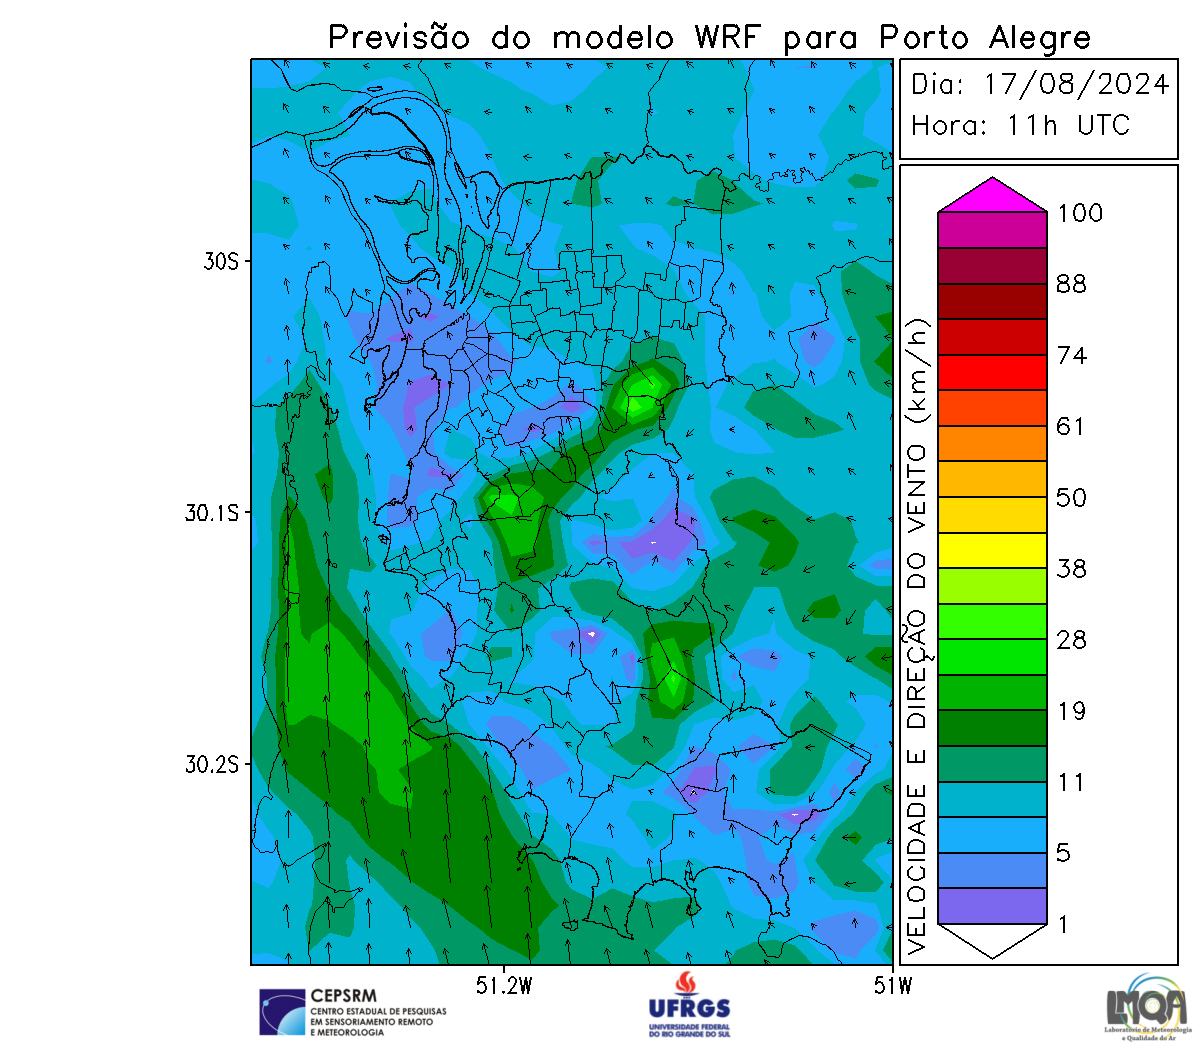 Previsão do modelo WRF para Porto Alegre
Dia: 17/08/2024
Hora: 11h UTC
30S
30.1S
30.2S
51.2W
51W
VELOCIDADE E DIREÇÃO DO VENTO (km/h)
100
88
74
61
50
38
28
19
11
5
1
CEPSRM
CENTRO ESTADUAL DE PESQUISAS
EM SENSORIAMENTO REMOTO
E METEOROLOGIA
UFRGS
UNIVERSIDADE FEDERAL
DO RIO GRANDE DO SUL
LMQA
Laboratório de Meteorologia
e Qualidade do Ar